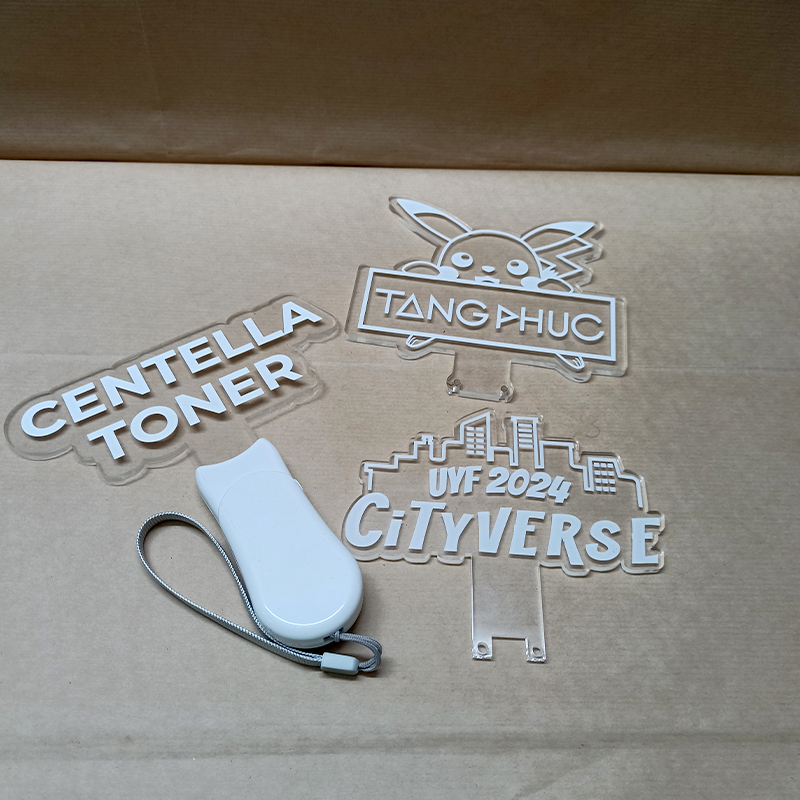 TANG PHUC
CENTELLA
TONER
UYF 2024
CiTYVERSE